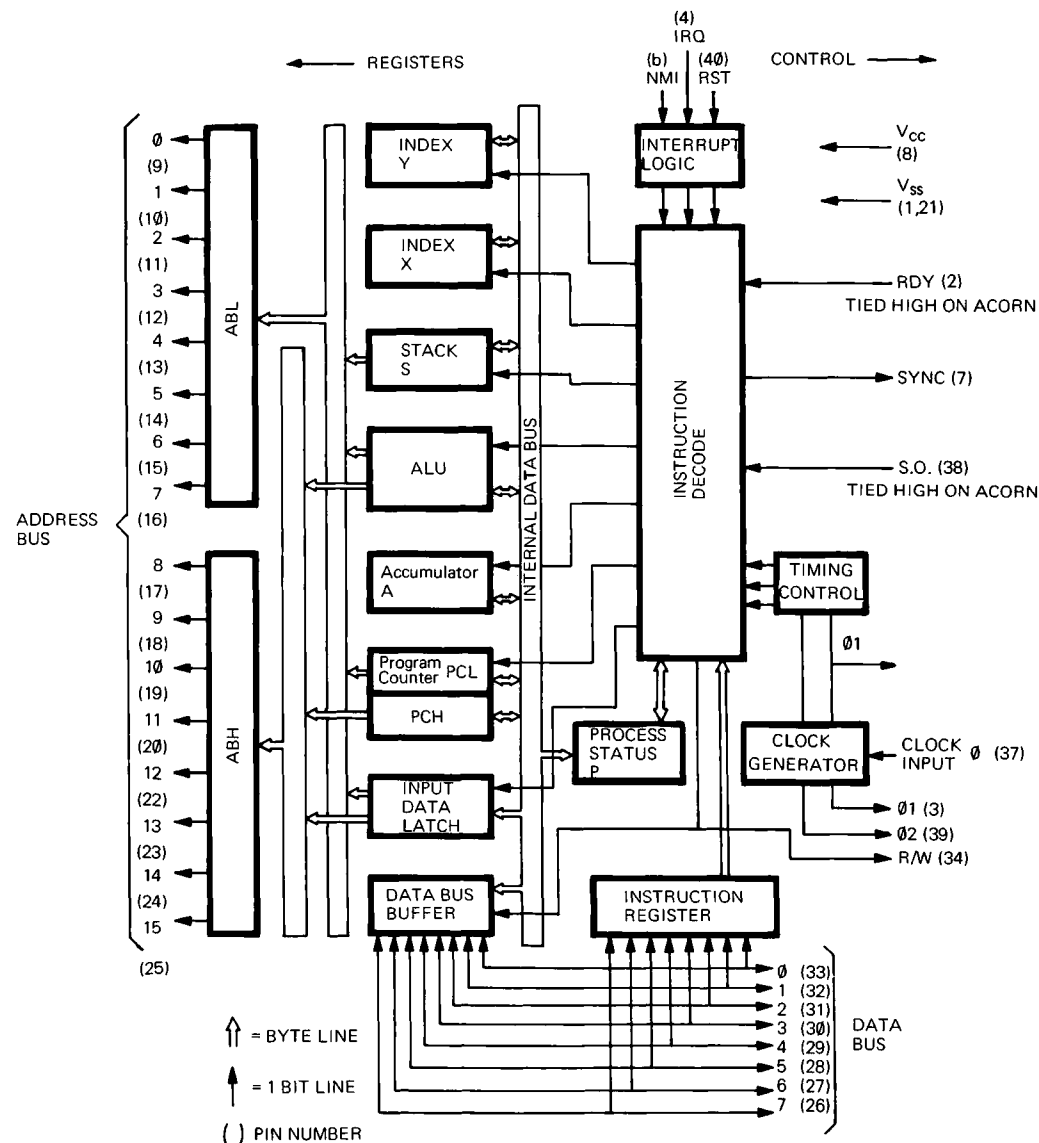 (4)
IRQ
(b)
NMI
(4Ø)
RST
REGISTERS
CONTROL
Ø
(9)
1
(1Ø)
2
(11)
3
(12)
4
(13)
5
(14)
6
(15)
7
(16)
8
(17)
9
(18)
1Ø
(19)
11
(2Ø)
12
(22)
13
(23)
14
(24)
15
(25)
ADDRESS
BUS
ABL
ABH
INDEX
Y
INDEX
X
STACK
S
ALU
Accumulator
A
Program
Counter PCL
PCH
INPUT
DATA
LATCH
DATA BUS
BUFFER
INTERNAL DATA BUS
INTERRUPT
LOGIC
INSTRUCTION
DECODE
PROCESS
STATUS
P
INSTRUCTION
REGISTER
VCC
(8)
VSS
(1,21)
RDY (2)
TIED HIGH ON ACORN
SYNC (7)
S.O. (38)
TIED HIGH ON ACORN
TIMING
CONTROL
Ø1
CLOCK
GENERATOR
CLOCK
INPUT Ø (37)
Ø1 (3)
Ø2 (39)
R/W (34)
Ø (33)
1 (32)
2 (31)
3 (3Ø)
4 (29)
5 (28)
6 (27)
7 (26)
DATA
BUS
= BYTE LINE
= 1 BIT LINE
( ) PIN NUMBER